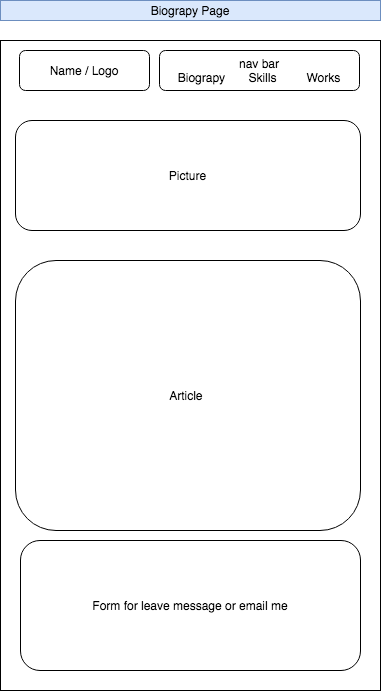 Biograpy Page
Name / Logo
nav bar
Biograpy Skills Works
Picture
Article
Form for leave message or email me